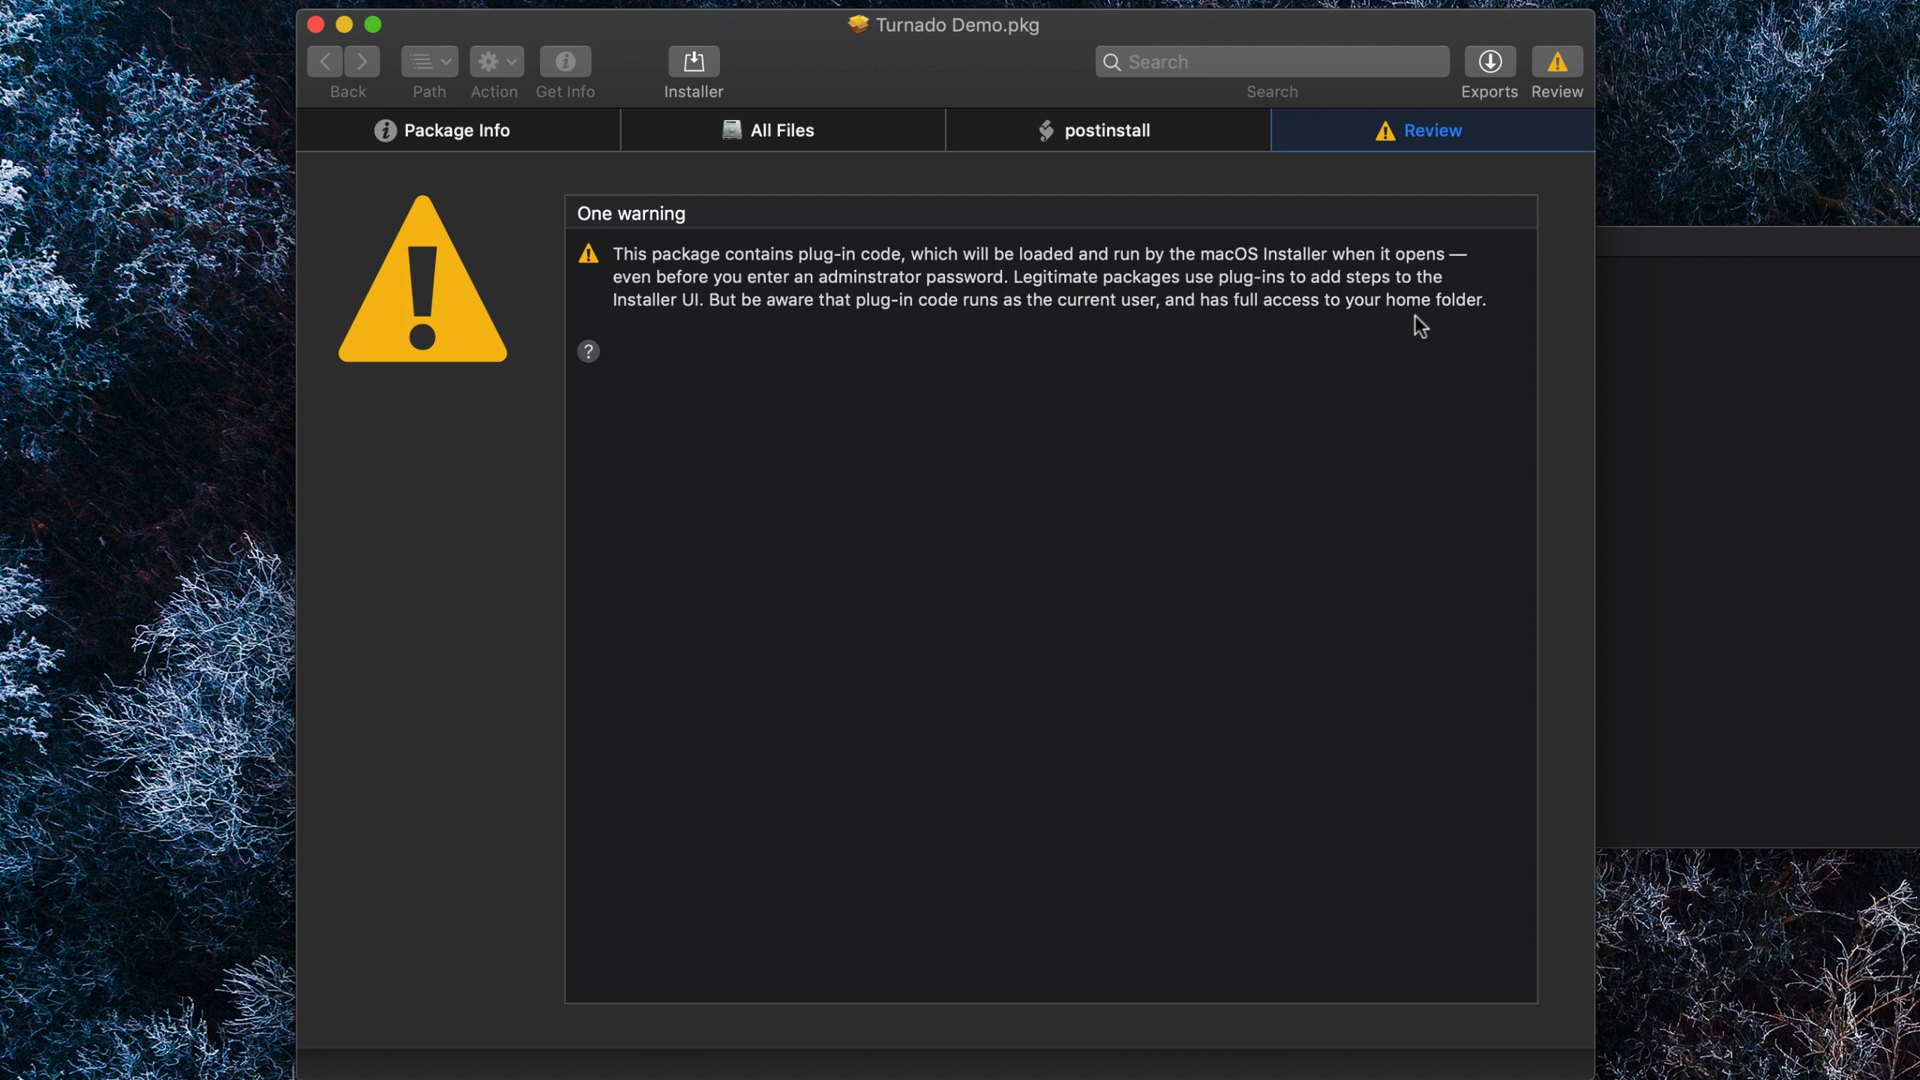 Turnado Demo.pkg
Search
Back
Path
Action
Get Info
Installer
Search
Exports
Review
Package Info
All Files
postinstall
Review
One warning
This package contains plug-in code, which will be loaded and run by the macOS Installer when it opens —
even before you enter an adminstrator password. Legitimate packages use plug-ins to add steps to the
Installer UI. But be aware that plug-in code runs as the current user, and has full access to your home folder.
?